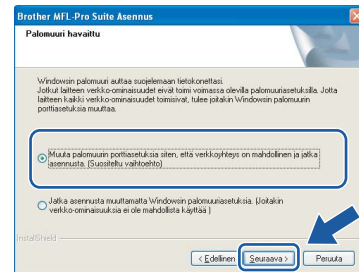 Brother MFL-Pro Suite Asennus
Palomuuri havaittu
Windowsin palomuuri auttaa suojelemaan tietokonettasi.
Jotkut laitteen verkko-ominaisuudet eivät toimi voimassa olevilla palomuuriasetuksilla. Jotta
laitteen kaikki verkko-ominaisuudet toimisivat, tulee joitakin Windowsin palomuurin
porttiasetuksia muuttaa.
Muuta palomuurin porttiasetuksia siten, että verkkoyhteys on mahdollinen ja jatka
asennusta. (Suositeltu vaihtoehto)
Jatka asennusta muuttamatta Windowsin palomuuriasetuksia. (Joitakin
verkko-ominaisuuksia ei ole mahdollista käyttää )
InstallShield
< Edellinen Seuraava > Peruuta